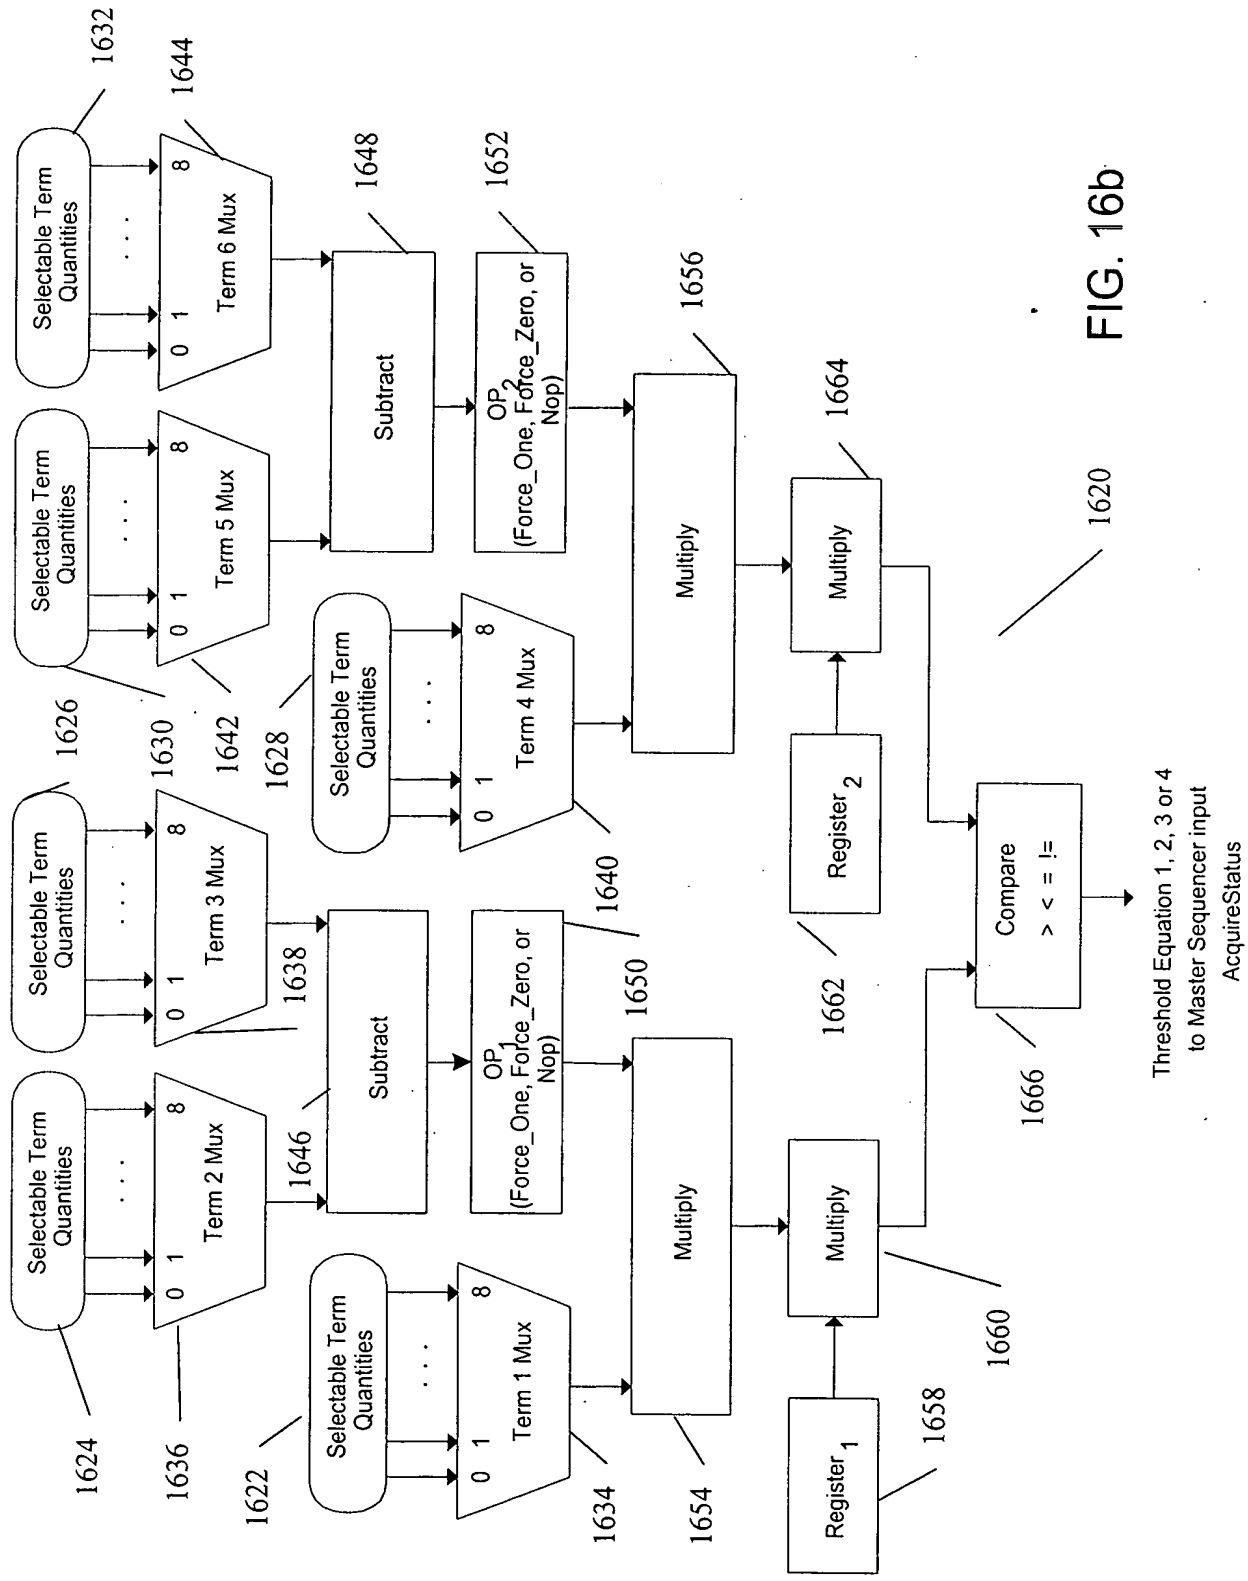 1624
Selectable Term
Quantities
0 1 . . . 8
Term 2 Mux
1636
1626
Selectable Term
Quantities
0 1 . . . 8
Term 3 Mux
1638
1630
Selectable Term
Quantities
0 1 . . . 8
Term 5 Mux
1642
1632
Selectable Term
Quantities
0 1 . . . 8
Term 6 Mux
1644
1622
Selectable Term
Quantities
0 1 . . . 8
Term 1 Mux
1634
1646
Subtract
OP1
(Force_One, Force_Zero, or
Nop)
1650
1628
Selectable Term
Quantities
0 1 . . . 8
Term 4 Mux
1640
Subtract
1648
OP2
(Force_One, Force_Zero, or
Nop)
1652
Multiply
1654
Multiply
1656
Register1
1658
Multiply
1660
Register2
1662
Multiply
1664
Compare
> < = !=
1666
1620
Threshold Equation 1, 2, 3 or 4
to Master Sequencer input
AcquireStatus
FIG. 16b